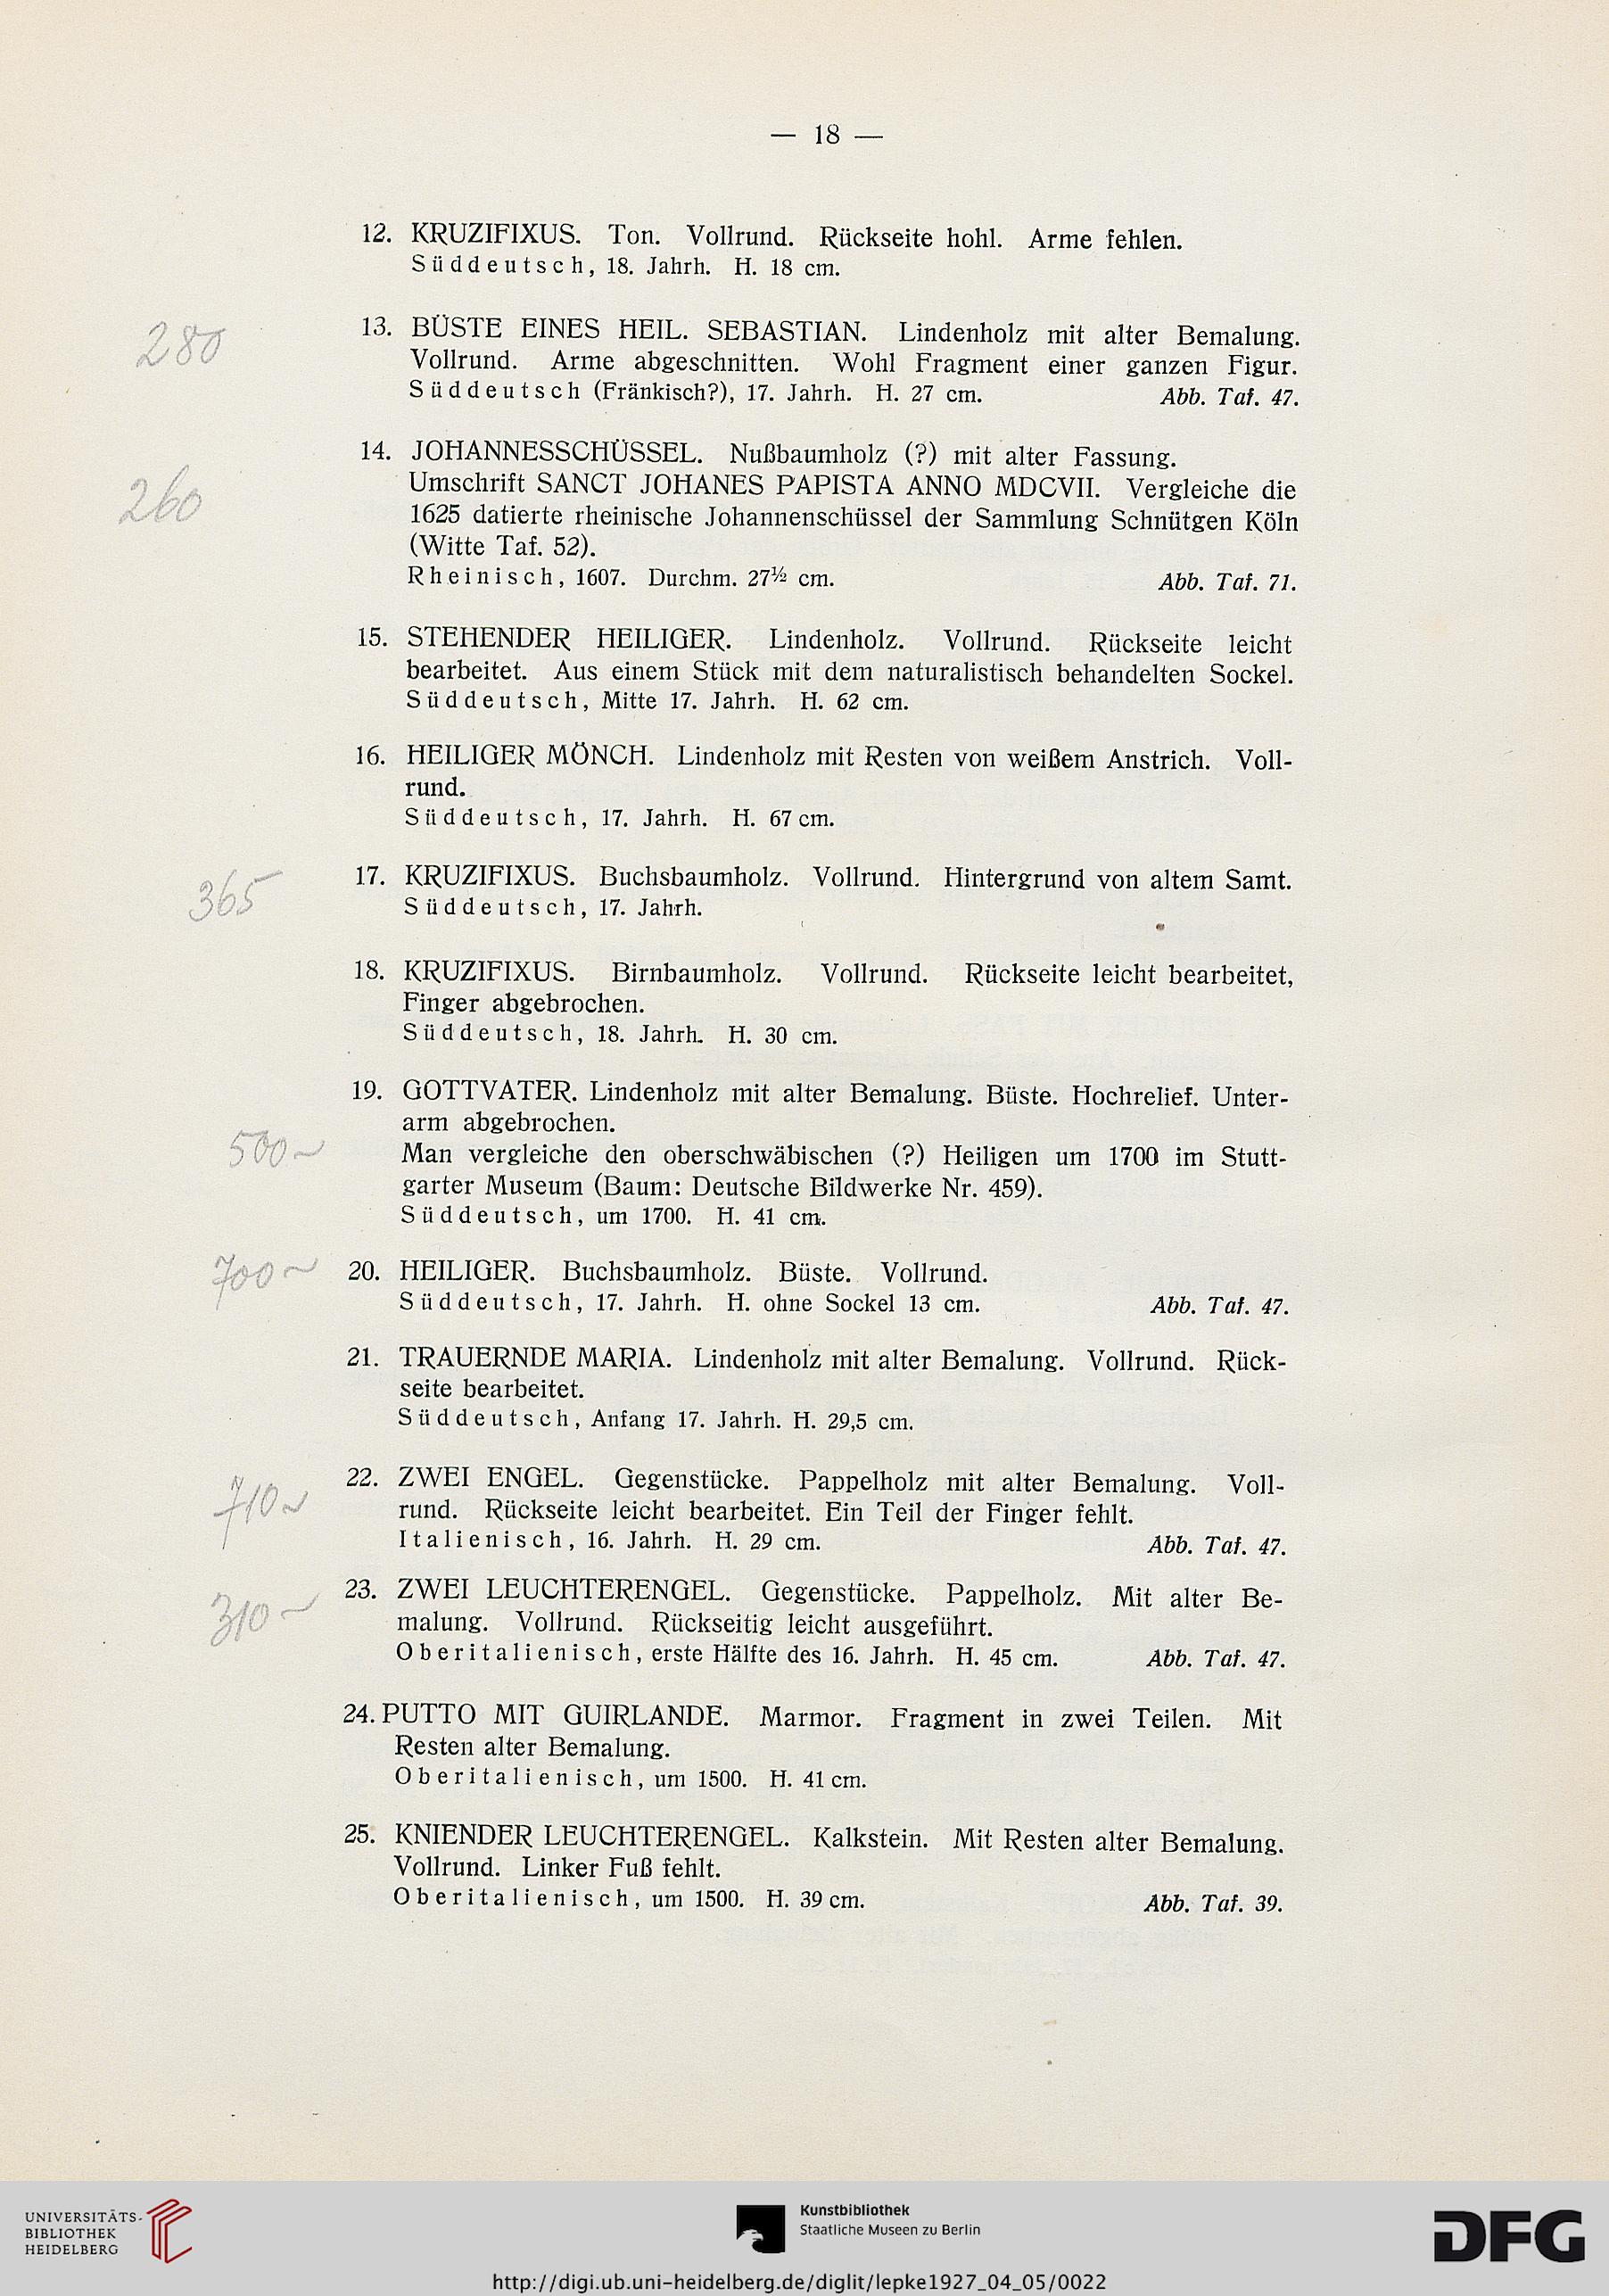 — 18 —
12. KRUZIFIXUS. Ton. Vollrund. Rückseite hohl. Arme fehlen.
Süddeutsch, 18. Jahrh. H. 18 cm.
280
13. BÜSTE EINES HEIL. SEBASTIAN. Lindenholz mit alter Bemalung.
Vollrund. Arme abgeschnitten. Wohl Fragment einer ganzen Figur.
Süddeutsch (Fränkisch?), 17. Jahrh. H. 27 cm. Abb. Taf. 47.
260
14. JOHANNESSCHÜSSEL. Nußbaumholz (?) mit alter Fassung.
Umschrift SANCT JOHANES PAPISTA ANNO MDCVII. Vergleiche die
1625 datierte rheinische Johannenschüssel der Sammlung Schnütgen Köln
(Witte Taf. 52).
Rheinisch, 1607. Durchm. 27½ cm. Abb. Taf. 71.
15. STEHENDER HEILIGER. Lindenholz. Vollrund. Rückseite leicht
bearbeitet. Aus einem Stück mit dem naturalistisch behandelten Sockel.
Süddeutsch, Mitte 17. Jahrh. H. 62 cm.
16. HEILIGER MÖNCH. Lindenholz mit Resten von weißem Anstrich. Voll-
rund.
Süddeutsch, 17. Jahrh. H. 67 cm.
365
17. KRUZIFIXUS. Buchsbaumholz. Vollrund. Hintergrund von altem Samt.
Süddeutsch, 17. Jahrh.
18. KRUZIFIXUS. Birnbaumholz. Vollrund. Rückseite leicht bearbeitet,
Finger abgebrochen.
Süddeutsch, 18. Jahrh. H. 30 cm.
19. GOTTVATER. Lindenholz mit alter Bemalung. Büste. Hochrelief. Unter-
arm abgebrochen.
500~
Man vergleiche den oberschwäbischen (?) Heiligen um 1700 im Stutt-
garter Museum (Baum: Deutsche Bildwerke Nr. 459).
Süddeutsch, um 1700. H. 41 cm.
700~
20. HEILIGER. Buchsbaumholz. Büste. Vollrund.
Süddeutsch, 17. Jahrh. H. ohne Sockel 13 cm. Abb. Taf. 47.
21. TRAUERNDE MARIA. Lindenholz mit alter Bemalung. Vollrund. Rück-
seite bearbeitet.
Süddeutsch, Anfang 17. Jahrh. H. 29,5 cm.
710~
22. ZWEI ENGEL. Gegenstücke. Pappelholz mit alter Bemalung. Voll-
rund. Rückseite leicht bearbeitet. Ein Teil der Finger fehlt.
Italienisch, 16. Jahrh. H. 29 cm. Abb. Taf. 47.
310~
23. ZWEI LEUCHTERENGEL. Gegenstücke. Pappelholz. Mit alter Be-
malung. Vollrund. Rückseitig leicht ausgeführt.
Oberitalienisch, erste Hälfte des 16. Jahrh. H. 45 cm. Abb. Taf. 47.
24. PUTTO MIT GUIRLANDE. Marmor. Fragment in zwei Teilen. Mit
Resten alter Bemalung.
Oberitalienisch, um 1500. H. 41 cm.
25. KNIENDER LEUCHTERENGEL. Kalkstein. Mit Resten alter Bemalung.
Vollrund. Linker Fuß fehlt.
Oberitalienisch, um 1500. H. 39 cm. Abb. Taf. 39.
UNIVERSITÄTS-
BIBLIOTHEK
HEIDELBERG
Kunstbibliothek
Staatliche Museen zu Berlin
DFG
http://digi.ub.uni-heidelberg.de/diglit/lepke1927_04_05/0022